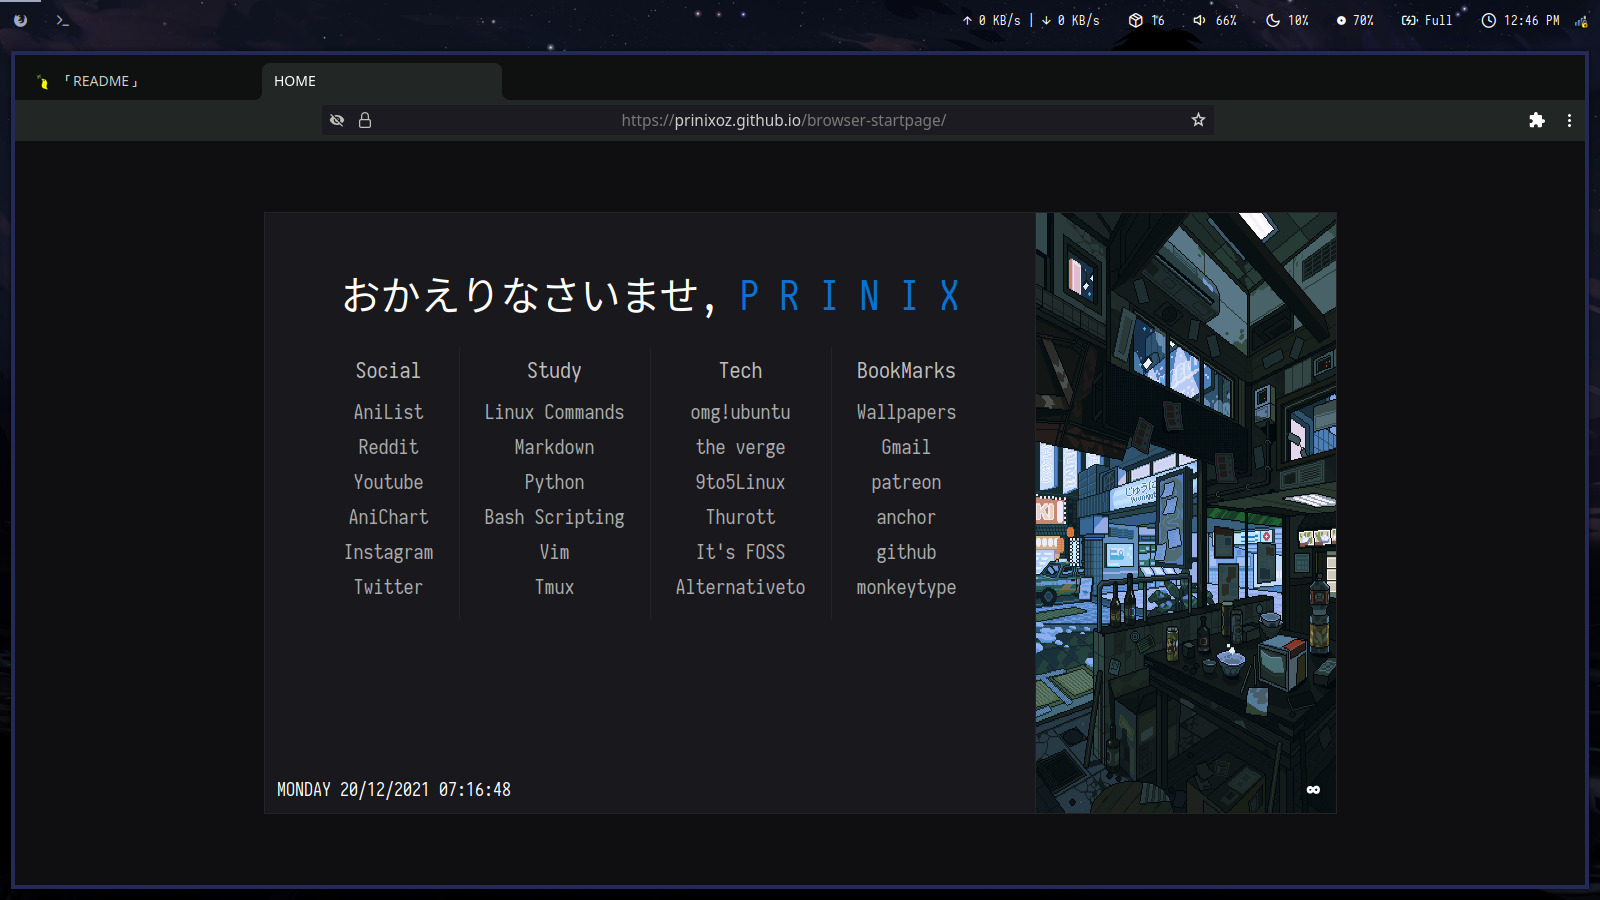 0 KB/s | 0 KB/s 16 66% 10% 70% Full 12:46 PM
「README」 HOME
https://prinixoz.github.io/browser-startpage/
おかえりなさいませ, PRINIX
Social Study Tech BookMarks
AniList Linux Commands omg!ubuntu Wallpapers
Reddit Markdown the verge Gmail
Youtube Python 9to5Linux patreon
AniChart Bash Scripting Thurott anchor
Instagram Vim It's FOSS github
Twitter Tmux Alternativeto monkeytype
MONDAY 20/12/2021 07:16:48